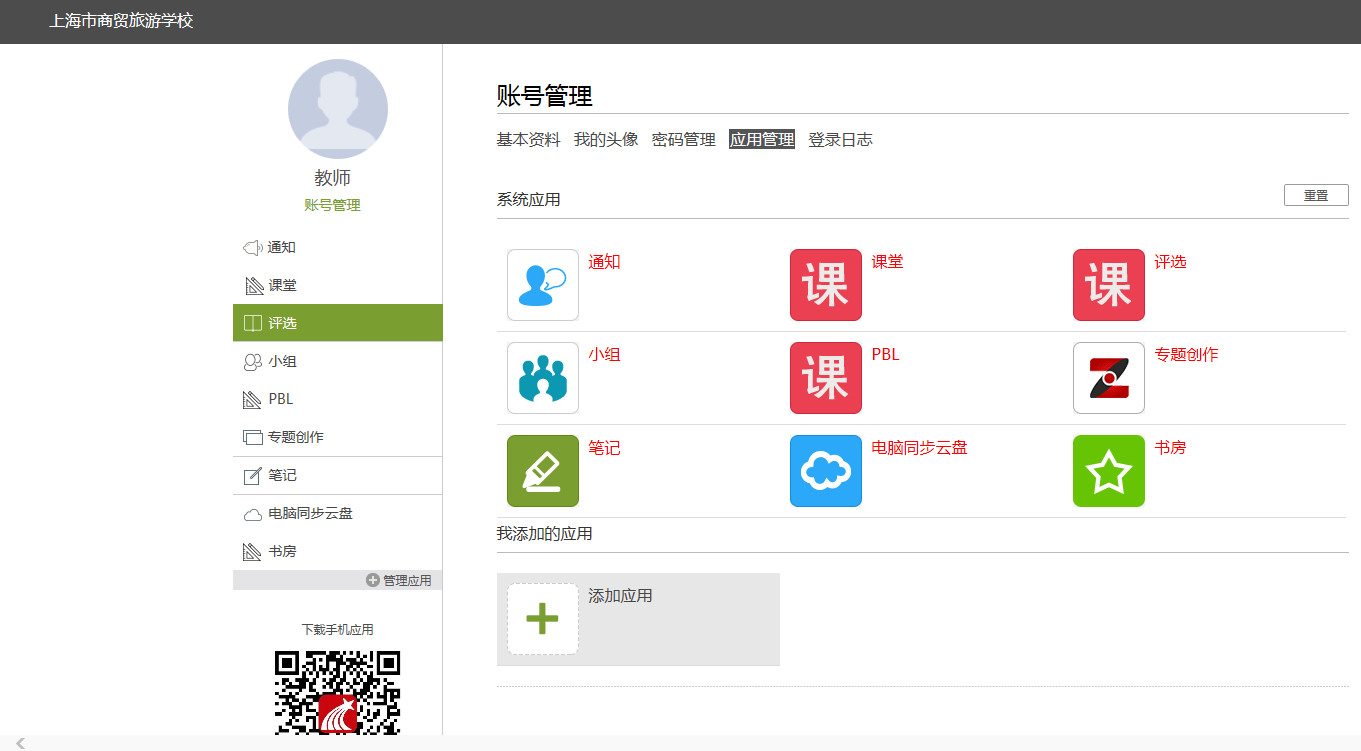 上海市商贸旅游学校
教师
账号管理
通知
课堂
评选
小组
PBL
专题创作
笔记
电脑同步云盘
书房
管理应用
下载手机应用
账号管理
基本资料 我的头像 密码管理 应用管理 登录日志
系统应用 重置
通知
课 课堂
课 评选
小组
课 PBL
专题创作
笔记
电脑同步云盘
书房
我添加的应用
添加应用